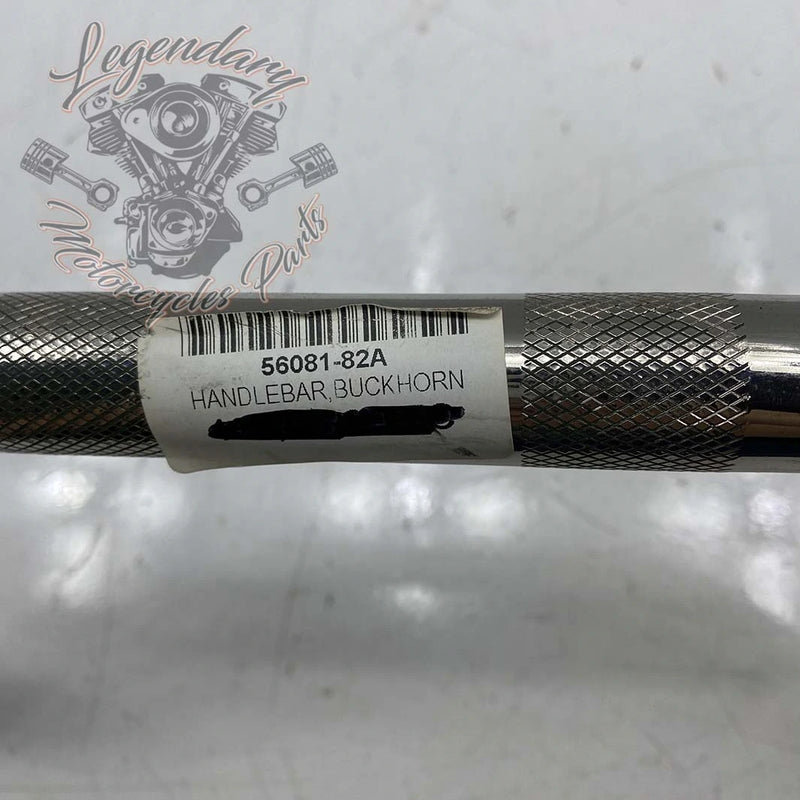 Legendary
Motorcycles Parts
56081-82A
HANDLEBAR,BUCKHORN